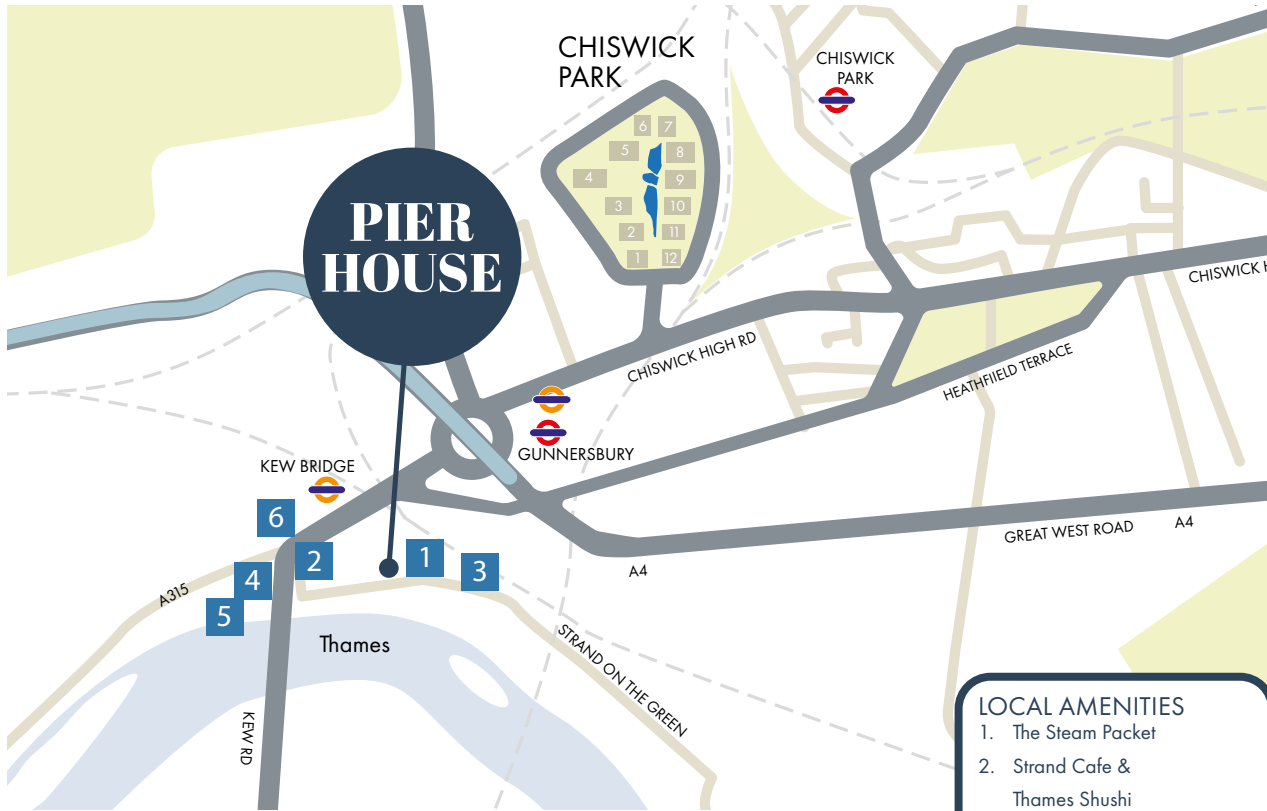 CHISWICK
PARK
CHISWICK
PARK
6 7
5 8
4 9
3 10
2 11
1 12
PIER
HOUSE
CHISWICK H
CHISWICK HIGH RD
HEATHFIIELD TERRACE
GUNNERSBURY
KEW BRIDGE
6
2
1
3
4
5
A315
A4
GREAT WEST ROAD
A4
Thames
STRAND ON THE GREEN
KEW RD
LOCAL AMENITIES
1. The Steam Packet
2. Strand Cafe &
Thames Shushi